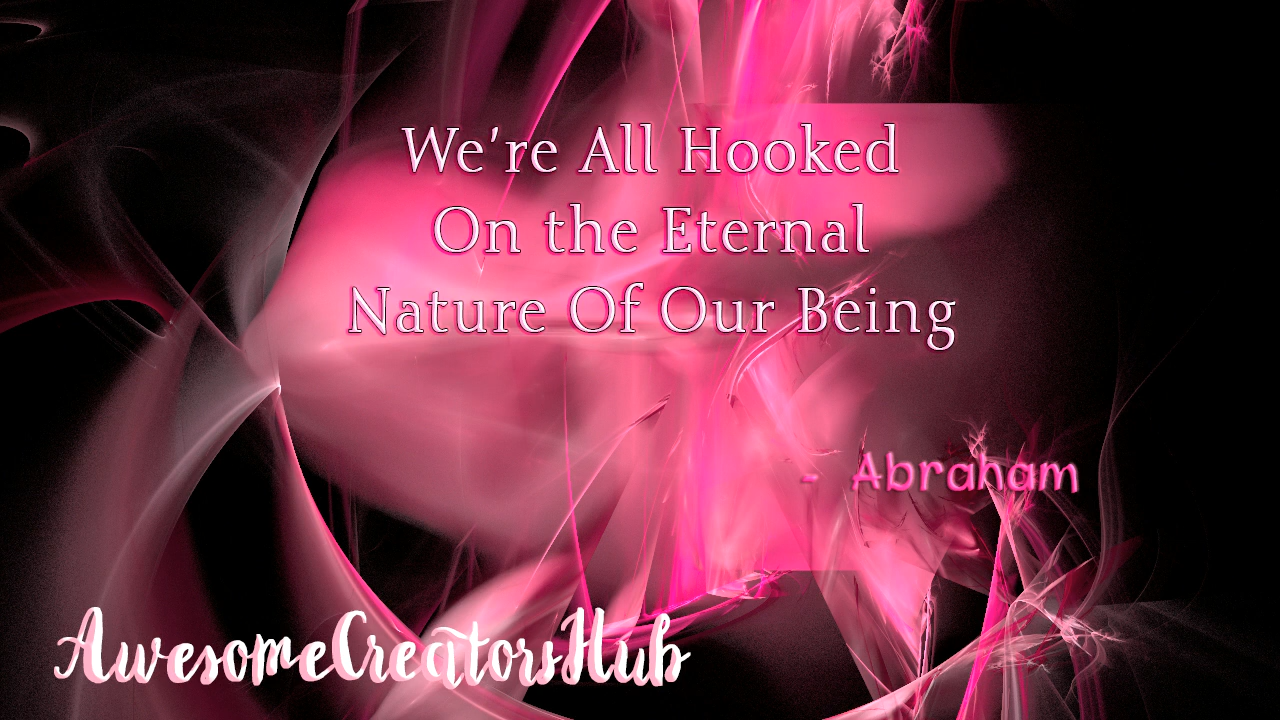 We're All Hooked
On the Eternal
Nature Of Our Being
- Abraham
AwesomeCreatorsHub